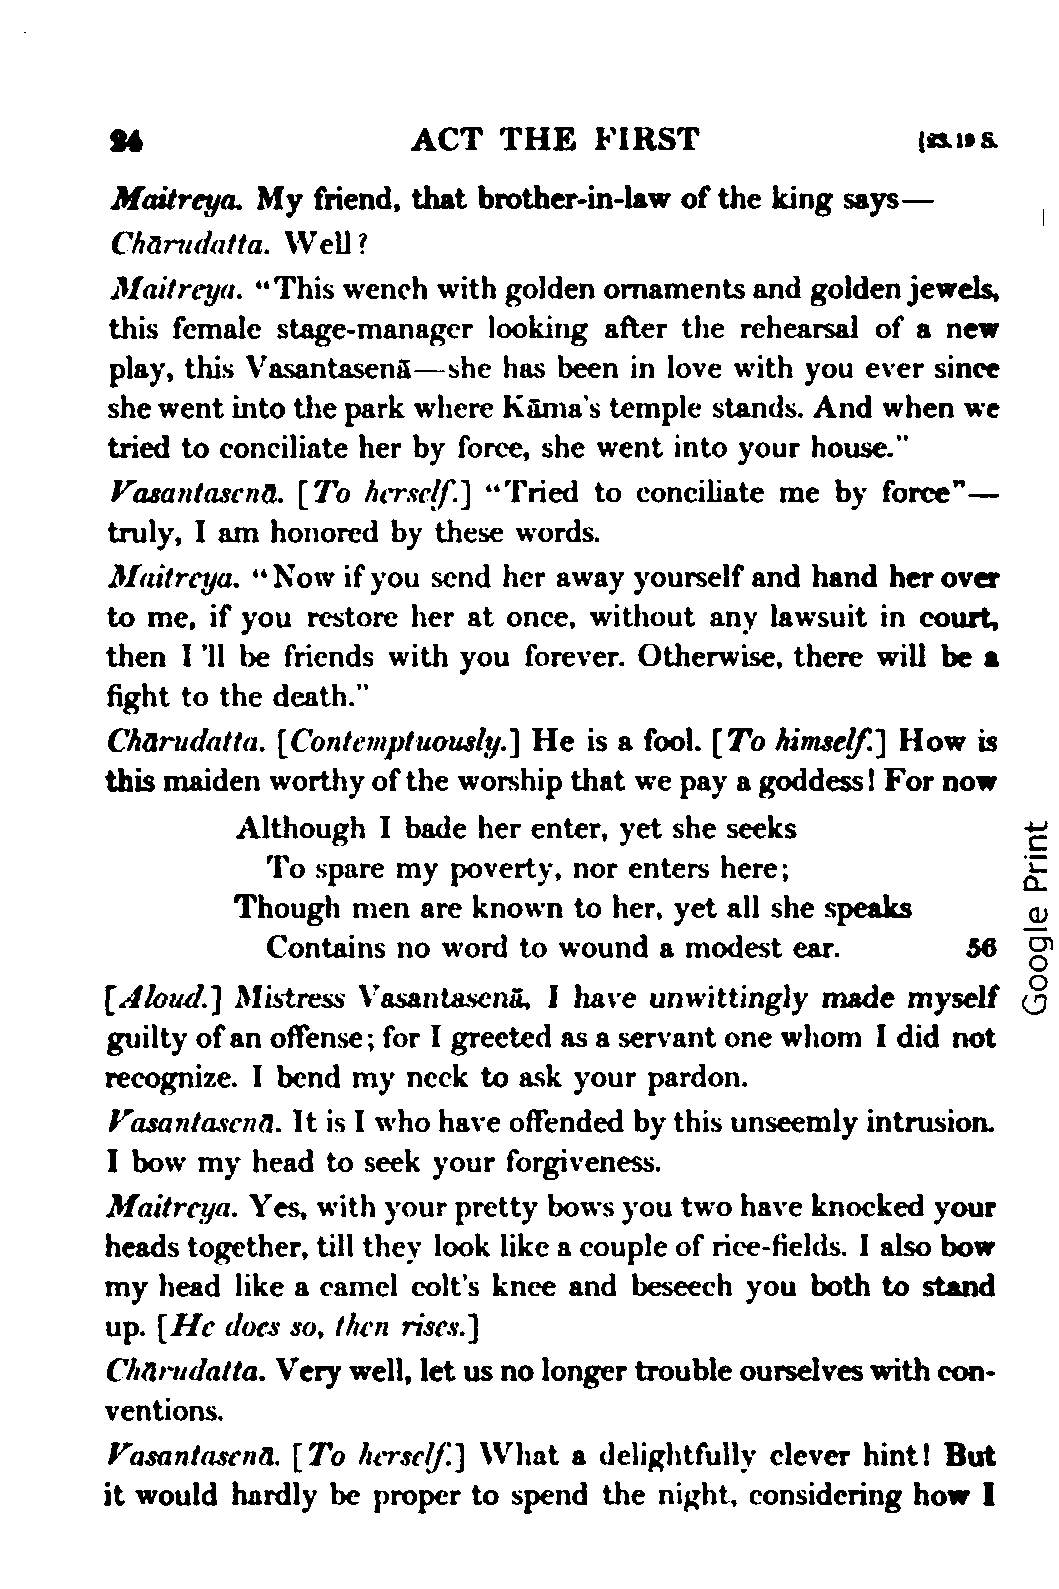 24 ACT THE FIRST [23.19 S.
Maitreya. My friend, that brother-in-law of the king says—
Chārudatta. Well?
Maitreya. "This wench with golden ornaments and golden jewels,
this female stage-manager looking after the rehearsal of a new
play, this Vasantasenā—she has been in love with you ever since
she went into the park where Kāma's temple stands. And when we
tried to conciliate her by force, she went into your house."
Vasantasenā. [To herself.] "Tried to conciliate me by force"—
truly, I am honored by these words.
Maitreya. "Now if you send her away yourself and hand her over
to me, if you restore her at once, without any lawsuit in court,
then I 'll be friends with you forever. Otherwise, there will be a
fight to the death."
Chārudatta. [Contemptuously.] He is a fool. [To himself.] How is
this maiden worthy of the worship that we pay a goddess! For now
Although I bade her enter, yet she seeks
To spare my poverty, nor enters here;
Though men are known to her, yet all she speaks
Contains no word to wound a modest ear. 56
[Aloud.] Mistress Vasantasenā, I have unwittingly made myself
guilty of an offense; for I greeted as a servant one whom I did not
recognize. I bend my neck to ask your pardon.
Vasantasenā. It is I who have offended by this unseemly intrusion.
I bow my head to seek your forgiveness.
Maitreya. Yes, with your pretty bows you two have knocked your
heads together, till they look like a couple of rice-fields. I also bow
my head like a camel colt's knee and beseech you both to stand
up. [He does so, then rises.]
Chārudatta. Very well, let us no longer trouble ourselves with con-
ventions.
Vasantasenā. [To herself.] What a delightfully clever hint! But
it would hardly be proper to spend the night, considering how I
Google Print